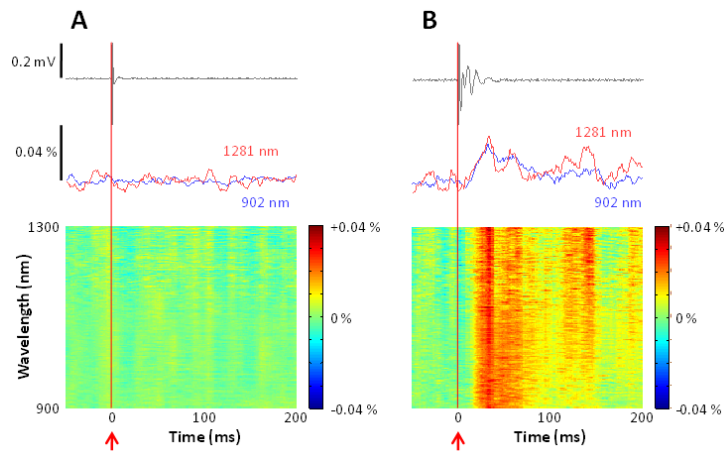 A
B
0.2 mV
0.04 %
1281 nm
902 nm
1281 nm
902 nm
1300
900
Wavelength (nm)
+0.04 %
0 %
-0.04 %
+0.04 %
0 %
-0.04 %
0 100 200
Time (ms)
0 100 200
Time (ms)